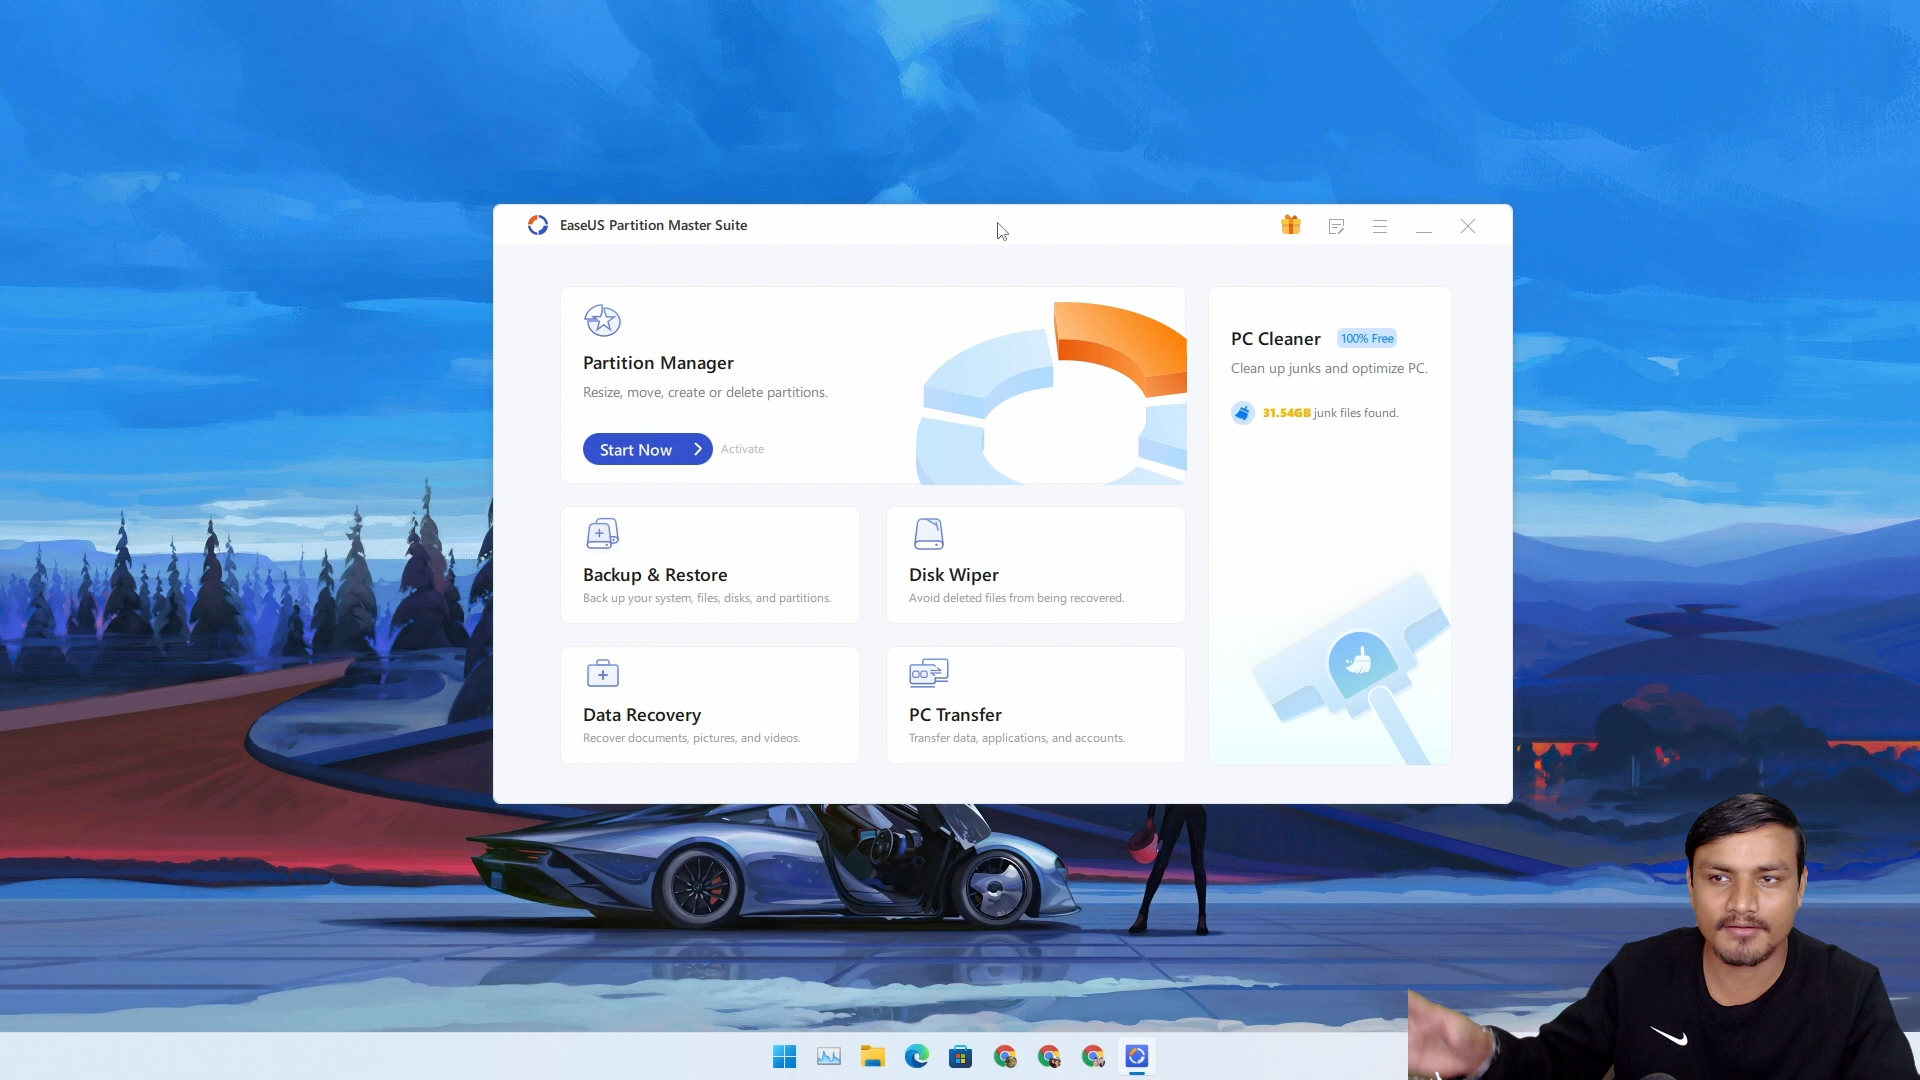 EaseUS Partition Master Suite
Partition Manager
Resize, move, create or delete partitions.
Start Now
Activate
PC Cleaner
100% Free
Clean up junks and optimize PC.
31.54GB junk files found.
Backup & Restore
Back up your system, files, disks, and partitions.
Disk Wiper
Avoid deleted files from being recovered.
Data Recovery
Recover documents, pictures, and videos.
PC Transfer
Transfer data, applications, and accounts.